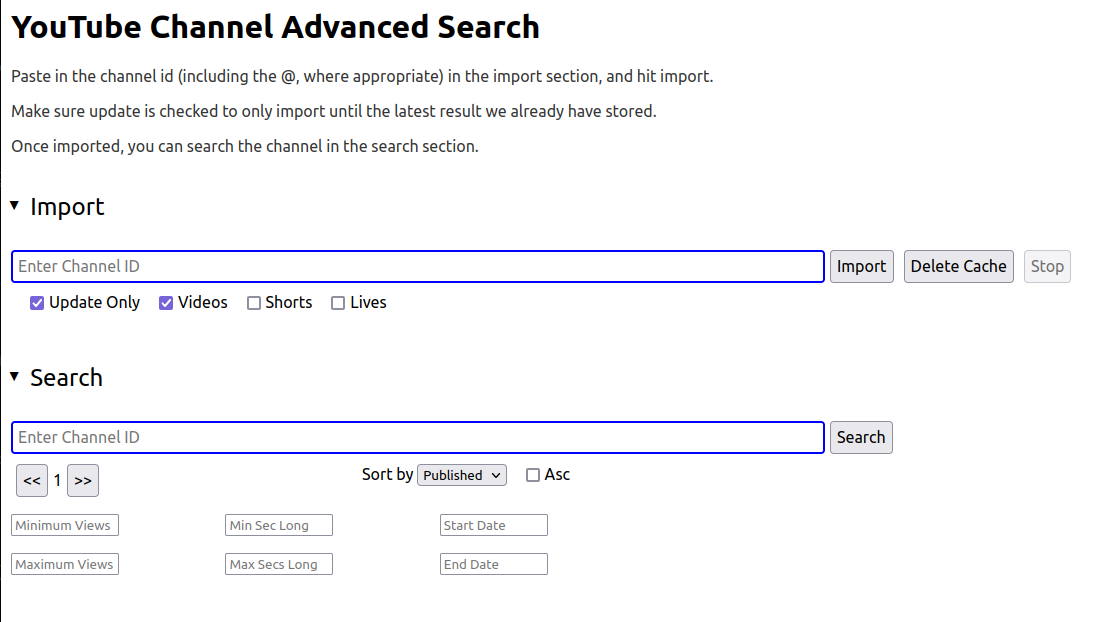 YouTube Channel Advanced Search
Paste in the channel id (including the @, where appropriate) in the import section, and hit import.
Make sure update is checked to only import until the latest result we already have stored.
Once imported, you can search the channel in the search section.
Import
Enter Channel ID Import Delete Cache Stop
Update Only Videos Shorts Lives
Search
Enter Channel ID Search
<< 1 >> Sort by Published Asc
Minimum Views Min Sec Long Start Date
Maximum Views Max Secs Long End Date